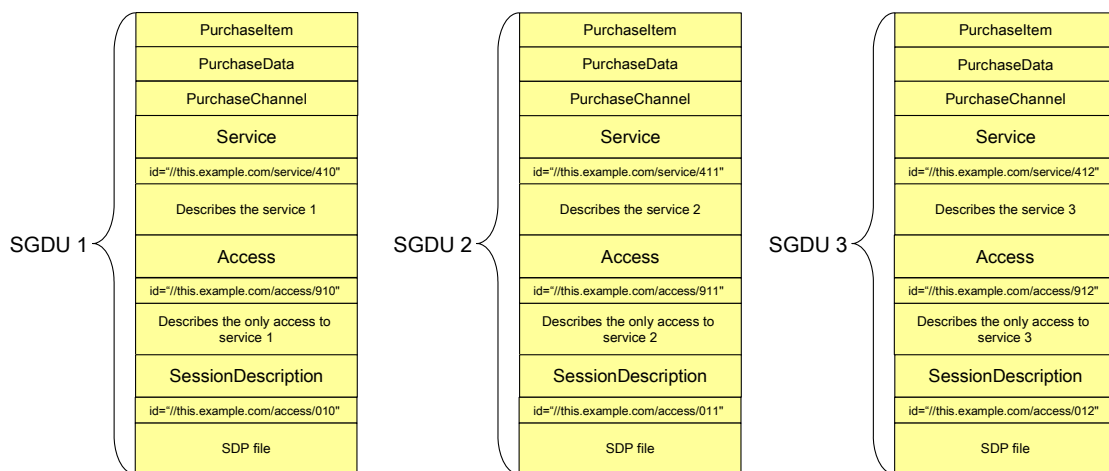 SGDU 1
PurchaseItem
PurchaseData
PurchaseChannel
Service
id="//this.example.com/service/410"
Describes the service 1
Access
id="//this.example.com/access/910"
Describes the only access to
service 1
SessionDescription
id="//this.example.com/access/010"
SDP file
SGDU 2
PurchaseItem
PurchaseData
PurchaseChannel
Service
id="//this.example.com/service/411"
Describes the service 2
Access
id="//this.example.com/access/911"
Describes the only access to
service 2
SessionDescription
id="//this.example.com/access/011"
SDP file
SGDU 3
PurchaseItem
PurchaseData
PurchaseChannel
Service
id="//this.example.com/service/412"
Describes the service 3
Access
id="//this.example.com/access/912"
Describes the only access to
service 3
SessionDescription
id="//this.example.com/access/012"
SDP file